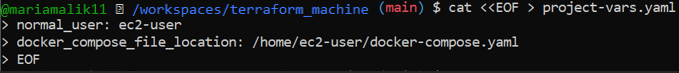 @mariamalik11 /workspaces/terraform_machine (main) $ cat <<EOF > project-vars.yaml
> normal_user: ec2-user
> docker_compose_file_location: /home/ec2-user/docker-compose.yaml
> EOF